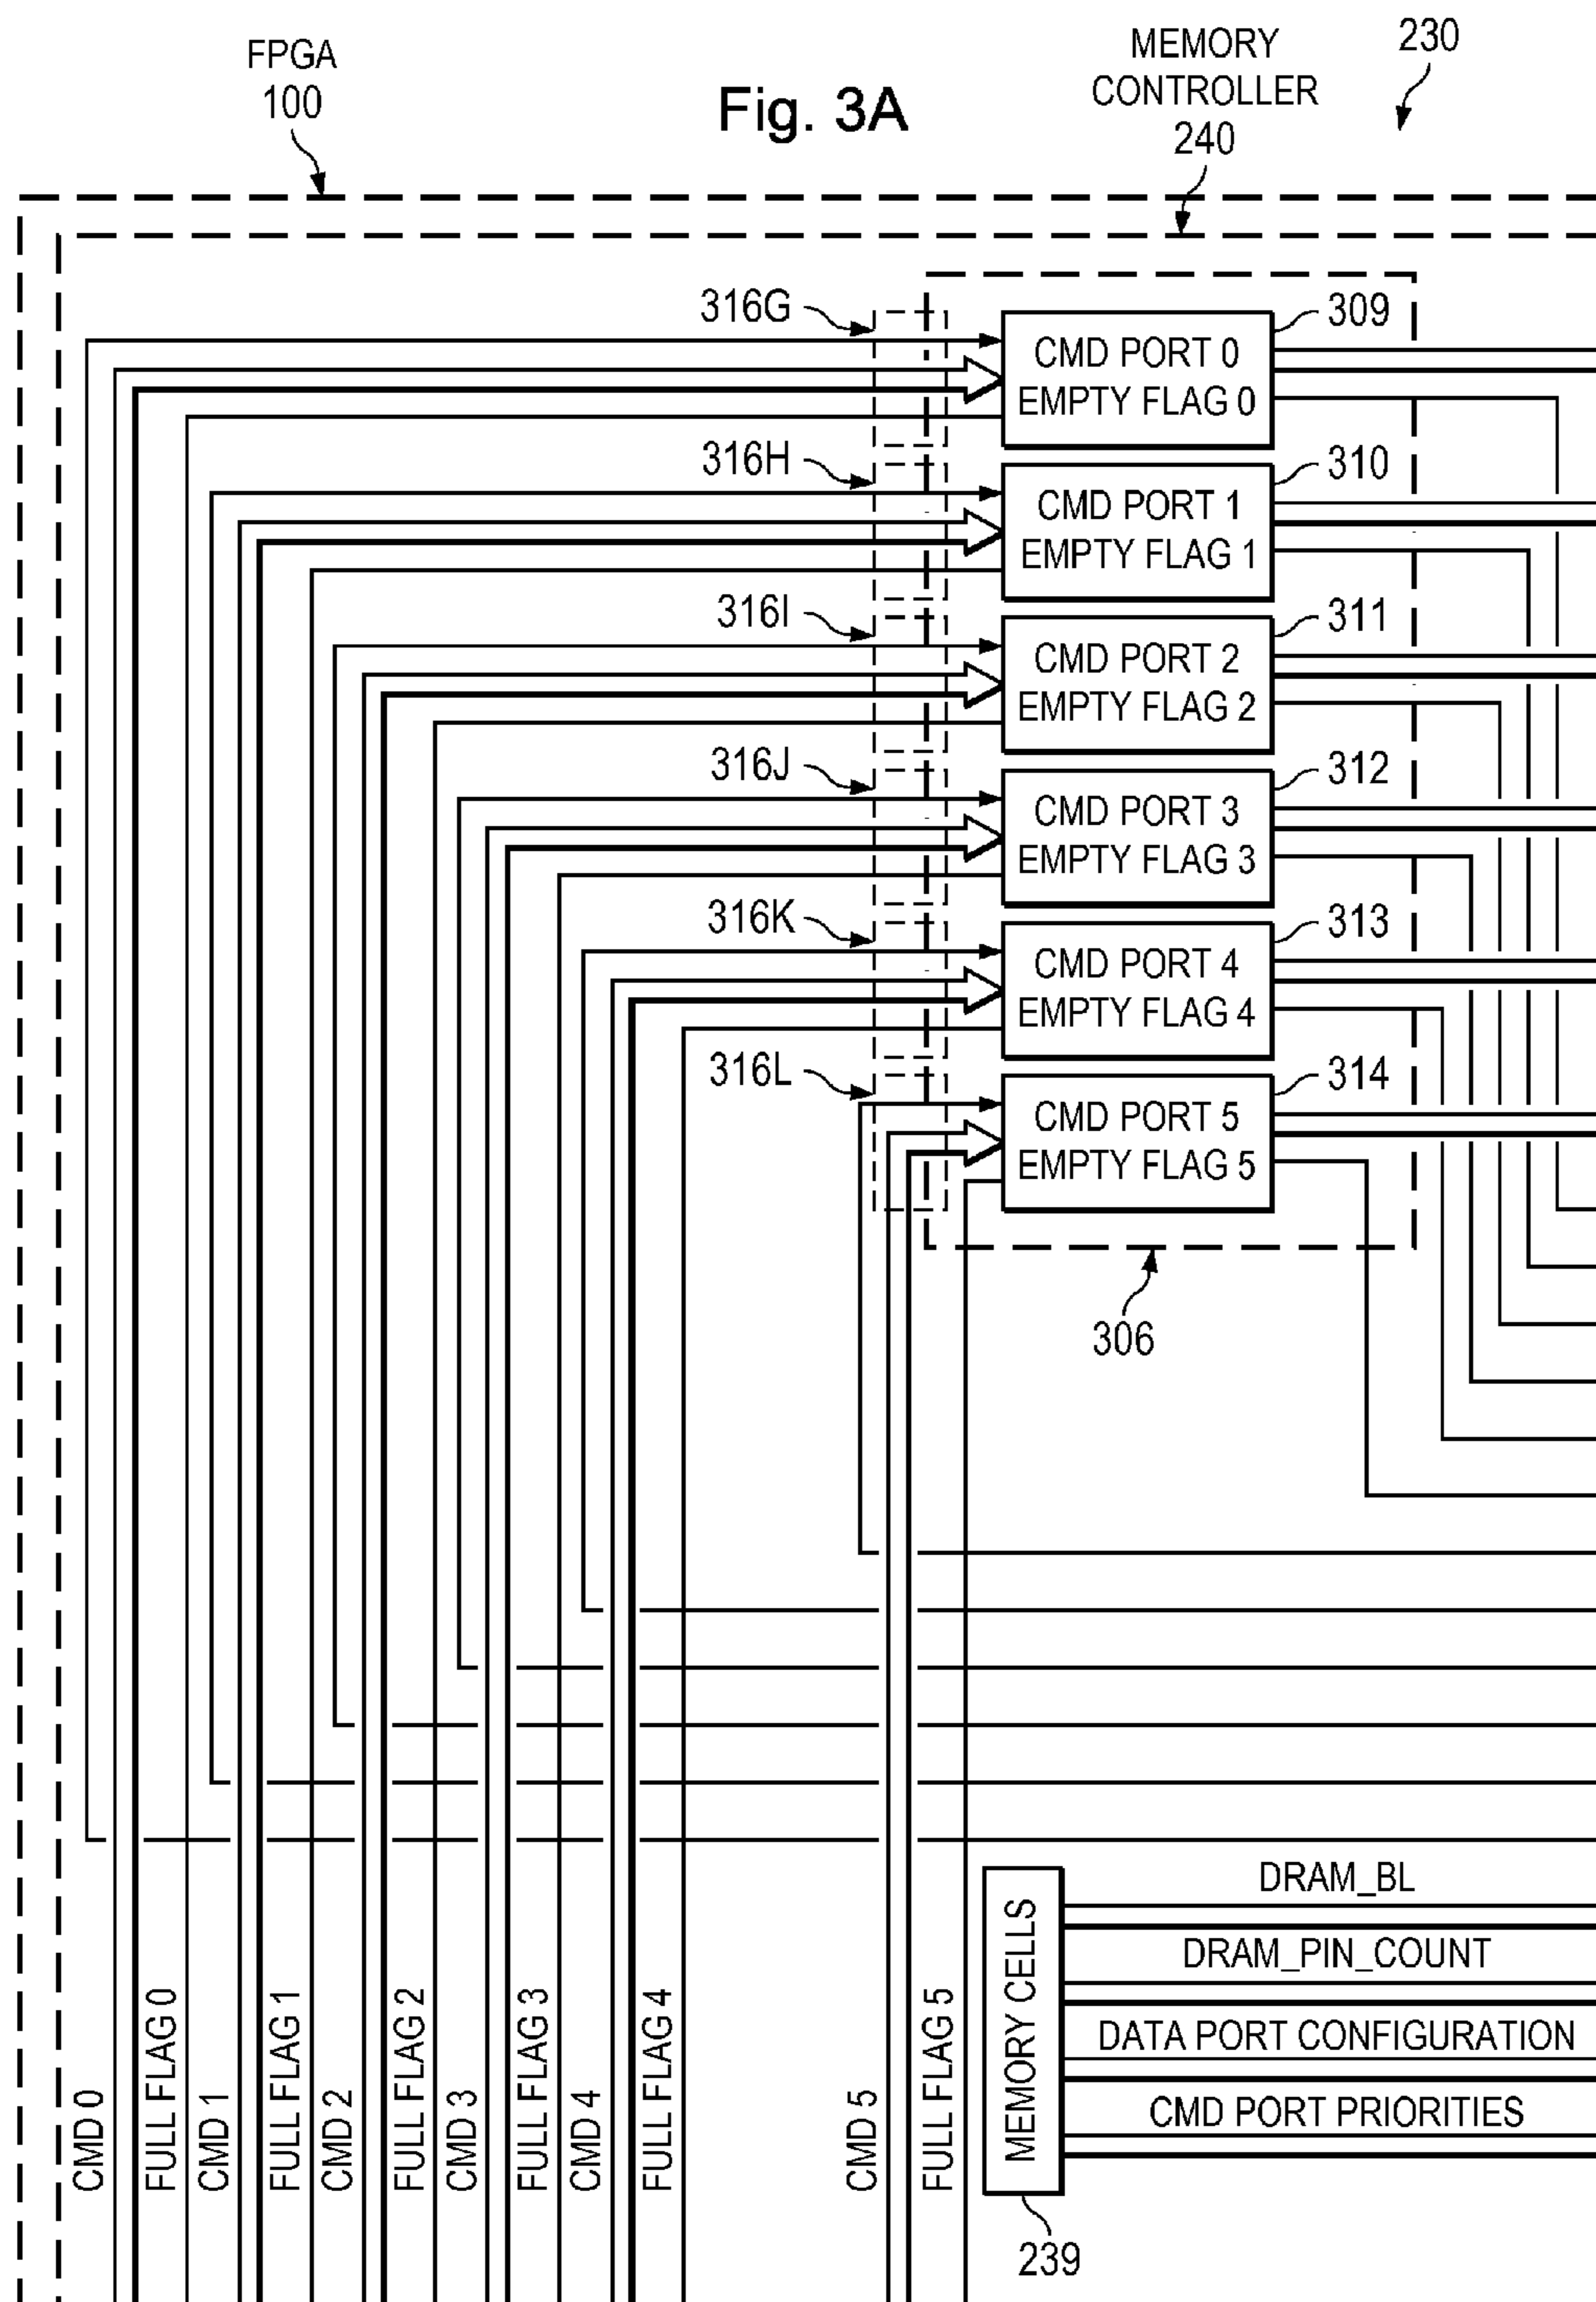 FPGA
100
Fig. 3A
MEMORY
CONTROLLER
240
230
316G
309
CMD PORT 0
EMPTY FLAG 0
316H
310
CMD PORT 1
EMPTY FLAG 1
316I
311
CMD PORT 2
EMPTY FLAG 2
316J
312
CMD PORT 3
EMPTY FLAG 3
316K
313
CMD PORT 4
EMPTY FLAG 4
316L
314
CMD PORT 5
EMPTY FLAG 5
306
CMD 0
FULL FLAG 0
CMD 1
FULL FLAG 1
CMD 2
FULL FLAG 2
CMD 3
FULL FLAG 3
CMD 4
FULL FLAG 4
CMD 5
FULL FLAG 5
MEMORY CELLS
DRAM_BL
DRAM_PIN_COUNT
DATA PORT CONFIGURATION
CMD PORT PRIORITIES
239